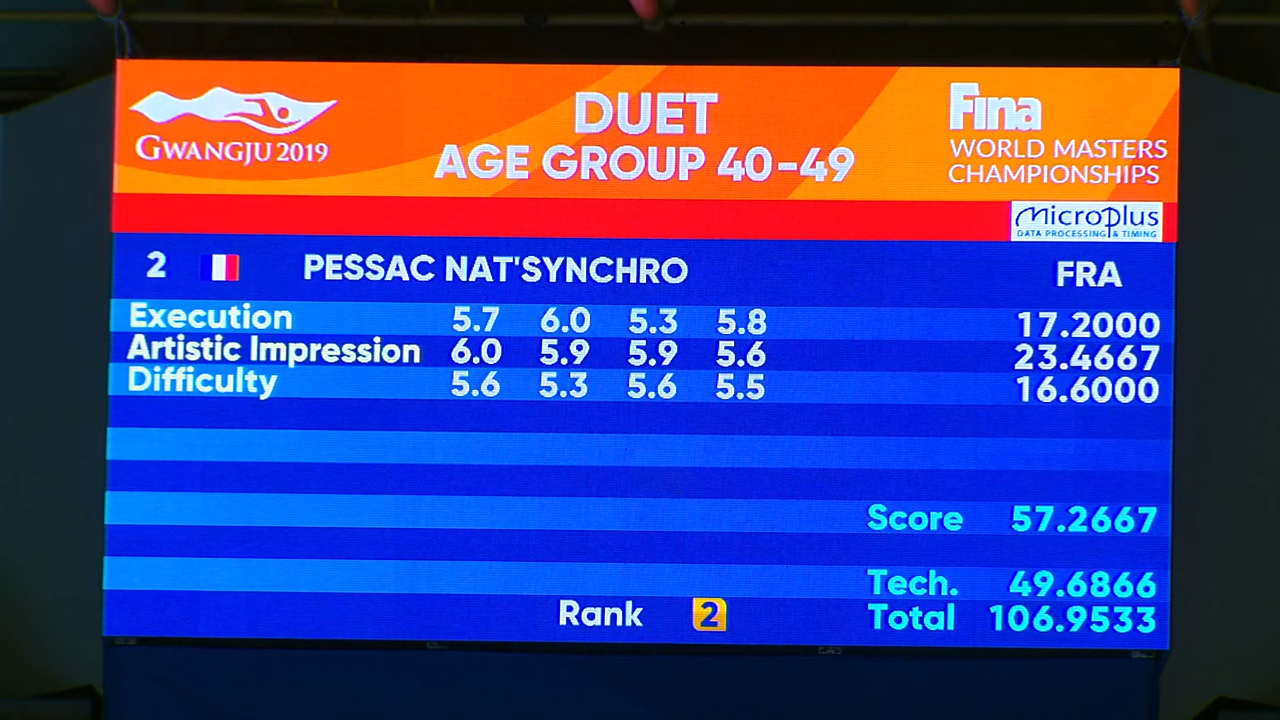 GWANGJU 2019
DUET
AGE GROUP 40-49
Fina
WORLD MASTERS
CHAMPIONSHIPS
Microplus
DATA PROCESSING & TIMING
2 PESSAC NAT'SYNCHRO FRA
Execution 5.7 6.0 5.3 5.8 17.2000
Artistic Impression 6.0 5.9 5.9 5.6 23.4667
Difficulty 5.6 5.3 5.6 5.5 16.6000
Score 57.2667
Tech. 49.6866
Rank 2 Total 106.9533